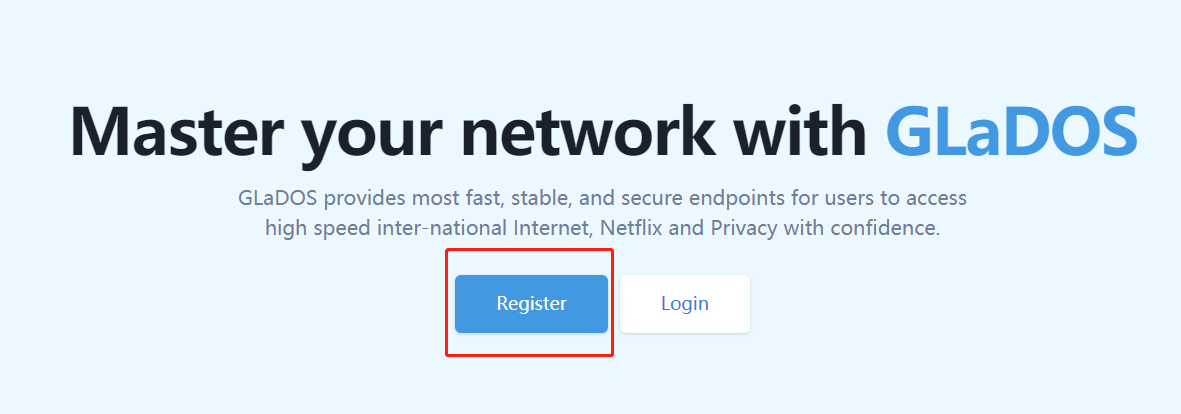 Master your network with GLaDOS
GLaDOS provides most fast, stable, and secure endpoints for users to access
high speed inter-national Internet, Netflix and Privacy with confidence.
Register Login